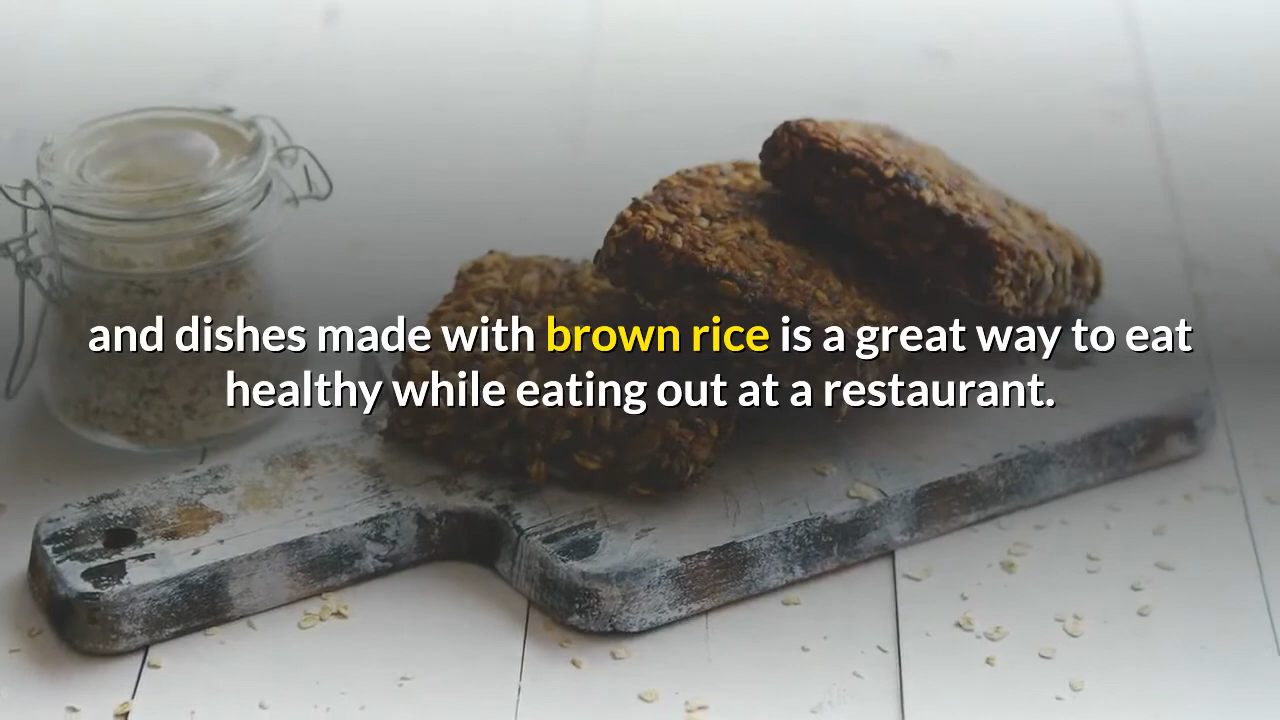 and dishes made with brown rice is a great way to eat
healthy while eating out at a restaurant.